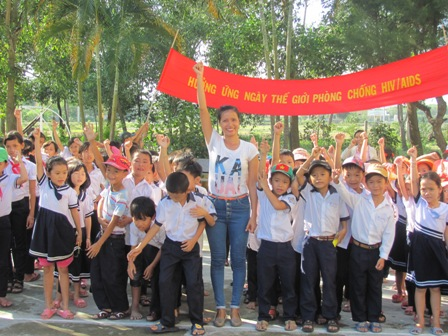 HƯỞNG ỨNG NGÀY THẾ GIỚI PHÒNG CHỐNG HIV/AIDS
KA